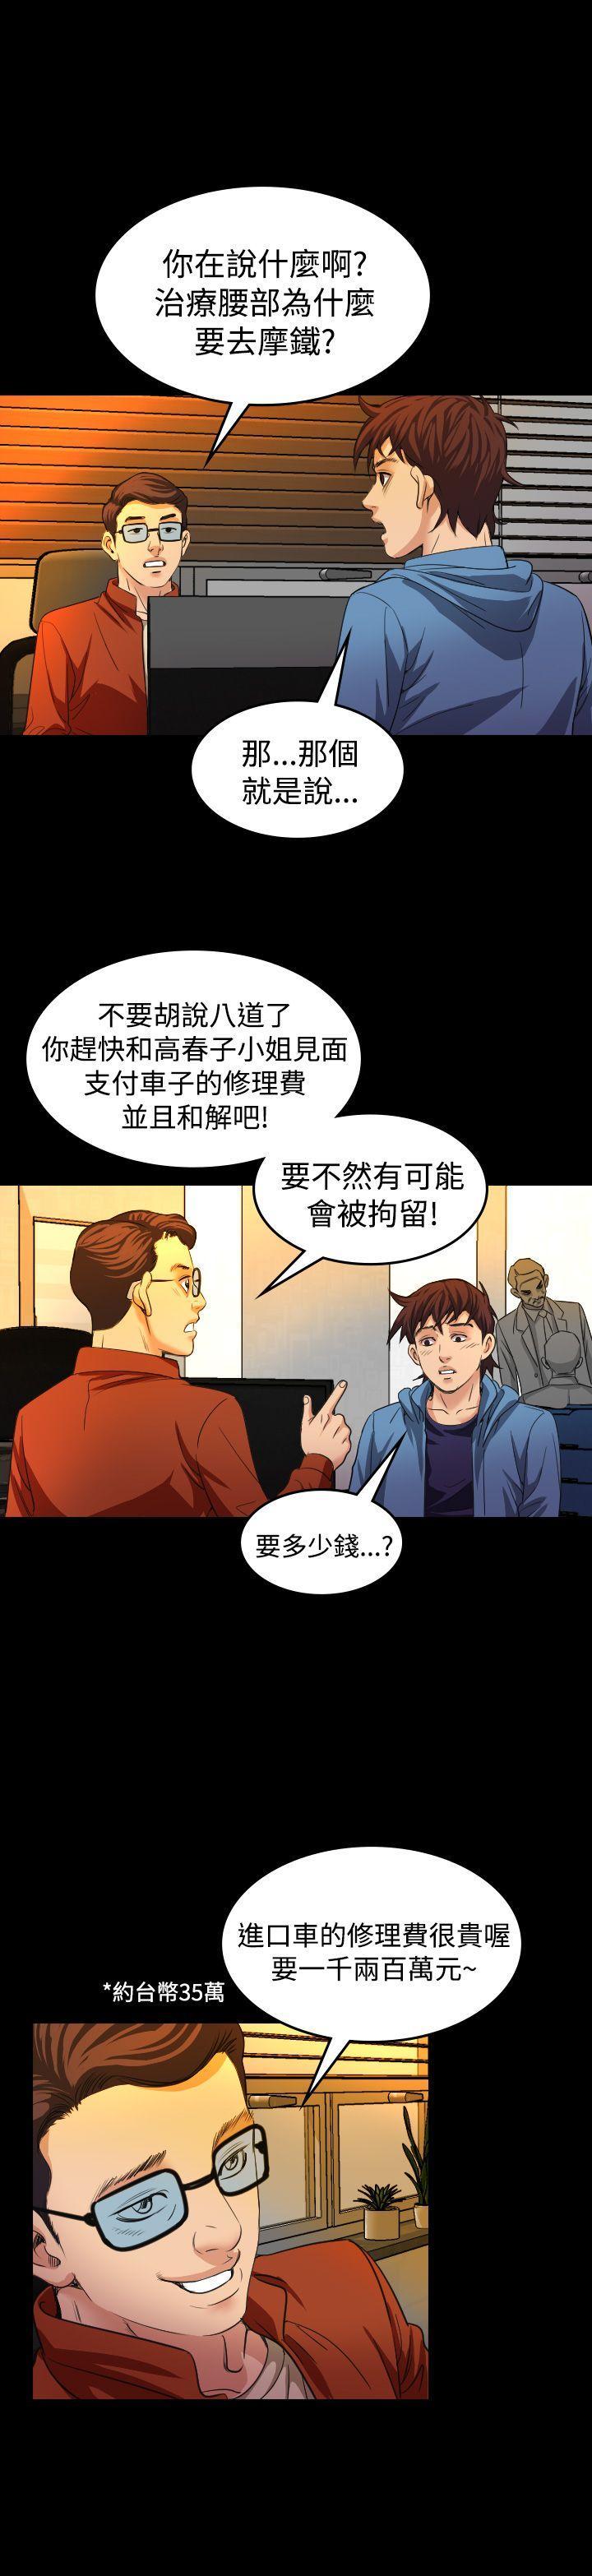 你在說什麼啊?
治療腰部為什麼
要去摩鐵?
那...那個
就是說...
不要胡說八道了
你趕快和高春子小姐見面
支付車子的修理費
並且和解吧!
要不然有可能
會被拘留!
要多少錢...?
進口車的修理費很貴喔
要一千兩百萬元~
*約台幣35萬